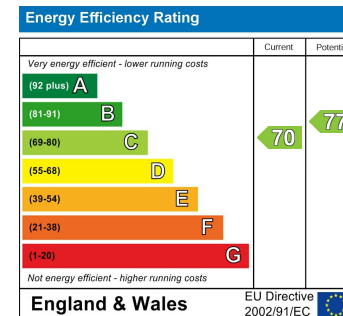 Energy Efficiency Rating
Current Potenti
Very energy efficient - lower running costs
(92 plus) A
(81-91) B
77
(69-80) C
70
(55-68) D
(39-54) E
(21-38) F
(1-20) G
Not energy efficient - higher running costs
England & Wales
EU Directive
2002/91/EC